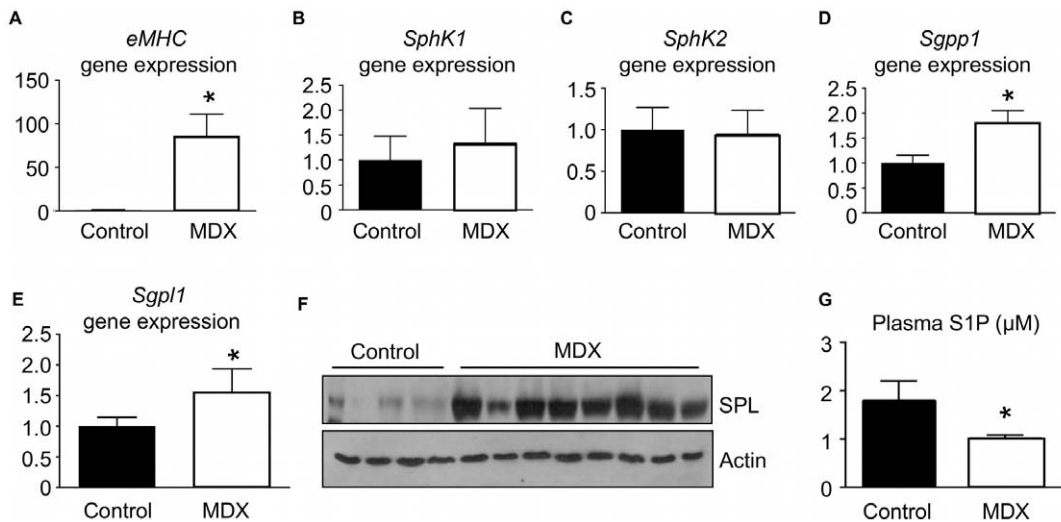 A
eMHC
gene expression
150
100
50
0
*
Control
MDX
B
SphK1
gene expression
2.5
2.0
1.5
1.0
0.5
0
Control
MDX
C
SphK2
gene expression
1.5
1.0
0.5
0
Control
MDX
D
Sgpp1
gene expression
2.5
2.0
1.5
1.0
0.5
0
*
Control
MDX
E
Sgpl1
gene expression
2.5
2.0
1.5
1.0
0.5
0
*
Control
MDX
F
Control
MDX
SPL
Actin
G
Plasma S1P (µM)
3
2
1
0
*
Control
MDX